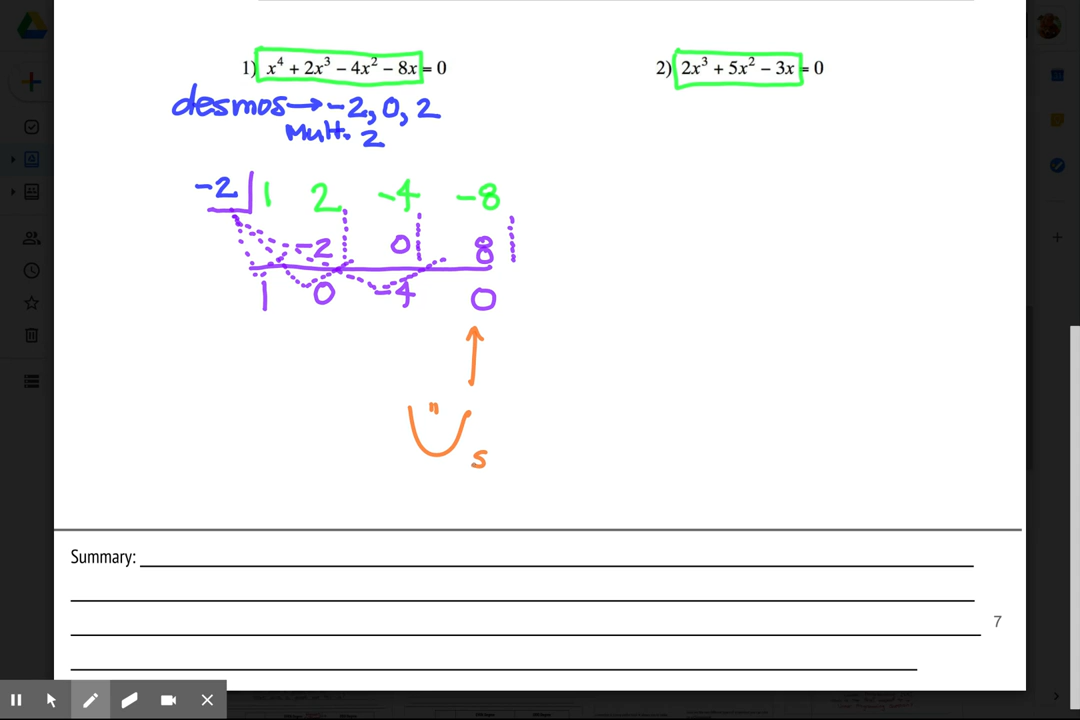 1) x⁴ + 2x³ − 4x² − 8x = 0
2) 2x³ + 5x² − 3x = 0
desmos → -2, 0, 2
Mult. 2
-2 | 1 2 -4 -8
-2 0 8
1 0 -4 0
s
Summary:
7